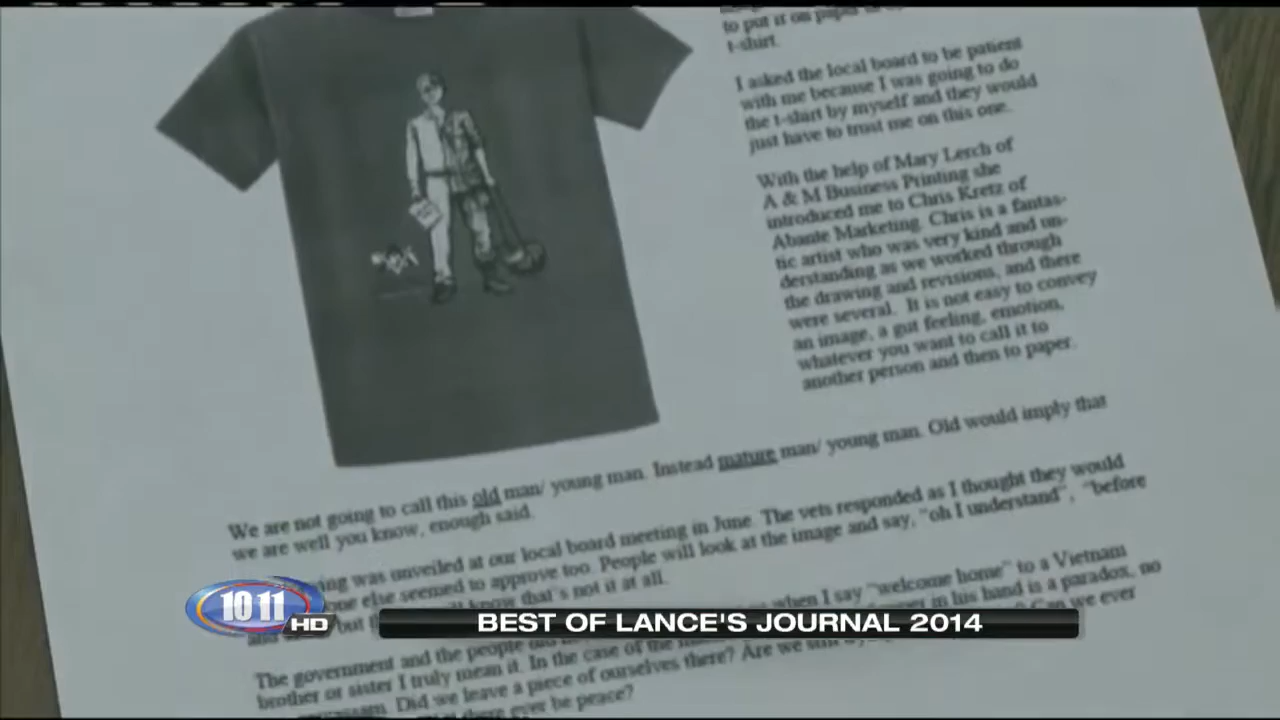 to put it on paper
t-shirt.
I asked the local board to be patient
with me because I was going to do
the t-shirt by myself and they would
just have to trust me on this one.
With the help of Mary Lerch of
A & M Business Printing she
introduced me to Chris Kretz of
Abante Marketing. Chris is a fantas-
tic artist who was very kind and un-
derstanding as we worked through
the drawing and revisions, and there
were several. It is not easy to convey
an image, a gut feeling, emotion,
whatever you want to call it to
another person and then to paper.
We are not going to call this old man/ young man. Instead mature man/ young man. Old would imply that
we are well you know, enough said.
was unveiled at our local board meeting in June. The vets responded as I thought they would
one else seemed to approve too. People will look at the image and say, "oh I understand", "before
know that's not it at all.
when I say "welcome home" to a Vietnam
but in his hand is a paradox, no
The government and the people
brother or sister I truly mean it. In the case of the
Did we leave a piece of ourselves there? Are we still
ever
there ever be peace?
10 11
HD
BEST OF LANCE'S JOURNAL 2014